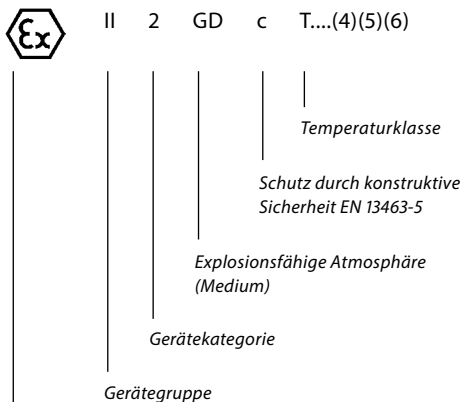 Ex II 2 GD c T....(4)(5)(6)
Temperaturklasse
Schutz durch konstruktive
Sicherheit EN 13463-5
Explosionsfähige Atmosphäre
(Medium)
Gerätekategorie
Gerätegruppe